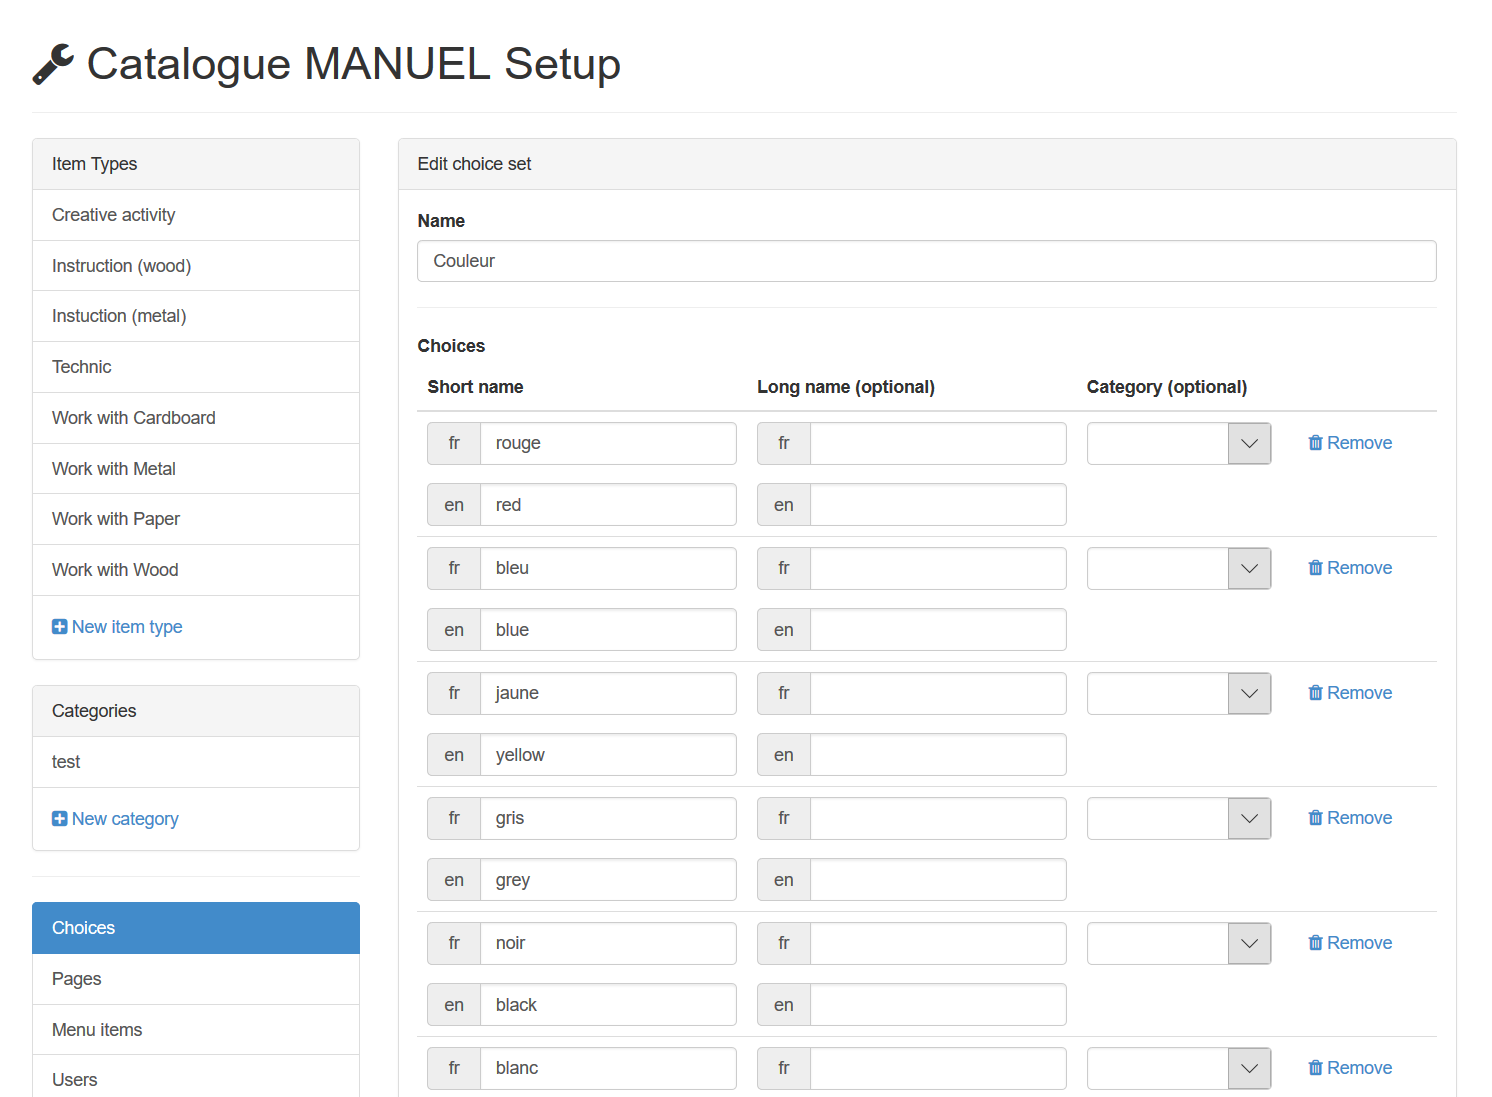 Catalogue MANUEL Setup
Item Types
Creative activity
Instruction (wood)
Instuction (metal)
Technic
Work with Cardboard
Work with Metal
Work with Paper
Work with Wood
New item type
Categories
test
New category
Choices
Pages
Menu items
Users
Edit choice set
Name
Couleur
Choices
Short name Long name (optional) Category (optional)
fr rouge fr Remove
en red en
fr bleu fr Remove
en blue en
fr jaune fr Remove
en yellow en
fr gris fr Remove
en grey en
fr noir fr Remove
en black en
fr blanc fr Remove